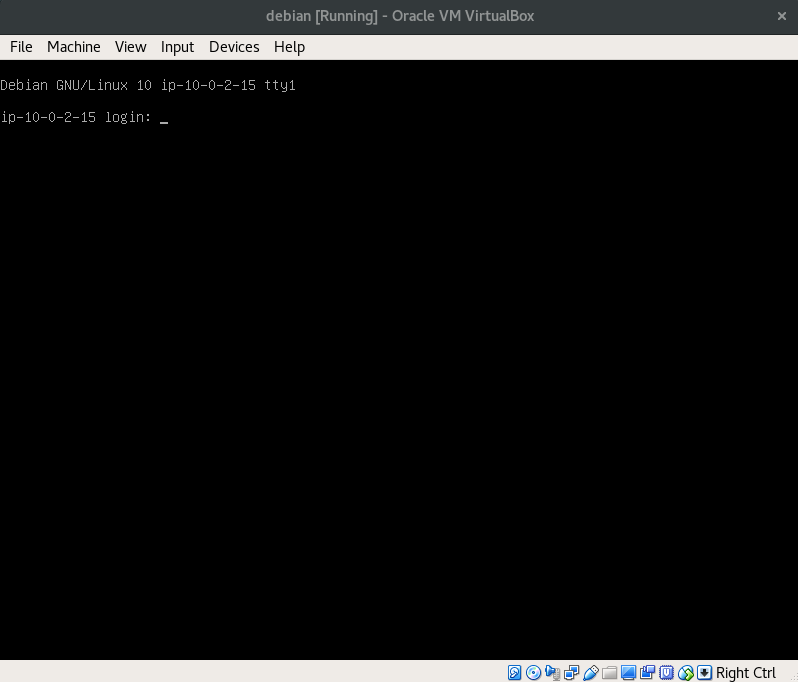 debian [Running] - Oracle VM VirtualBox
File Machine View Input Devices Help
Debian GNU/Linux 10 ip-10-0-2-15 tty1
ip-10-0-2-15 login: _
Right Ctrl